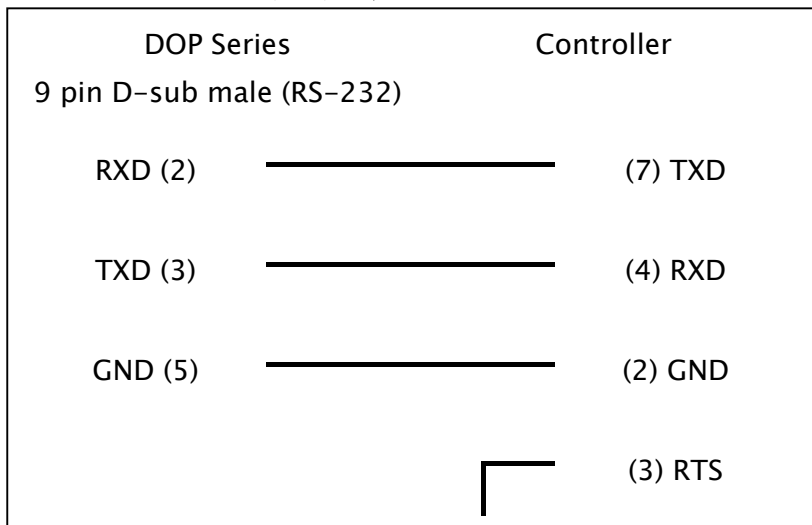 DOP Series Controller
9 pin D-sub male (RS-232)
RXD (2) (7) TXD
TXD (3) (4) RXD
GND (5) (2) GND
(3) RTS